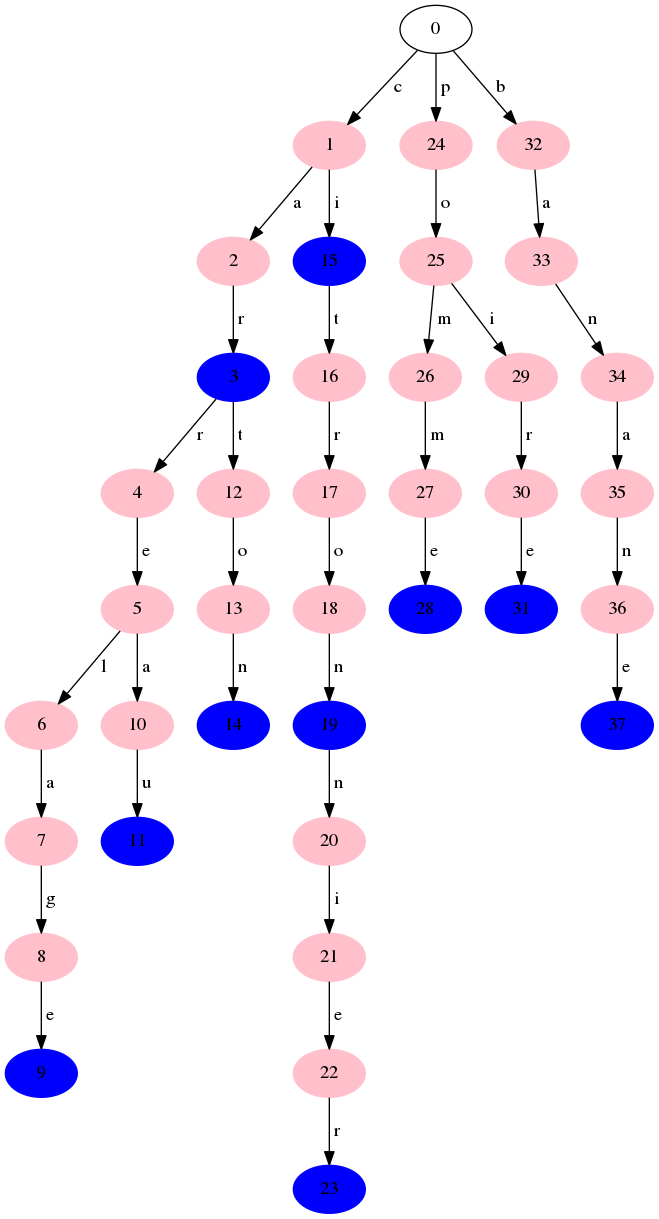 0
c p b
1 24 32
a i o a
2 15 25 33
r t m i n
3 16 26 29 34
r t r m r a
4 12 17 27 30 35
e o o e e n
5 13 18 28 31 36
l a n n e
6 10 14 19 37
a u n
7 11 20
g i
8 21
e e
9 22
r
23